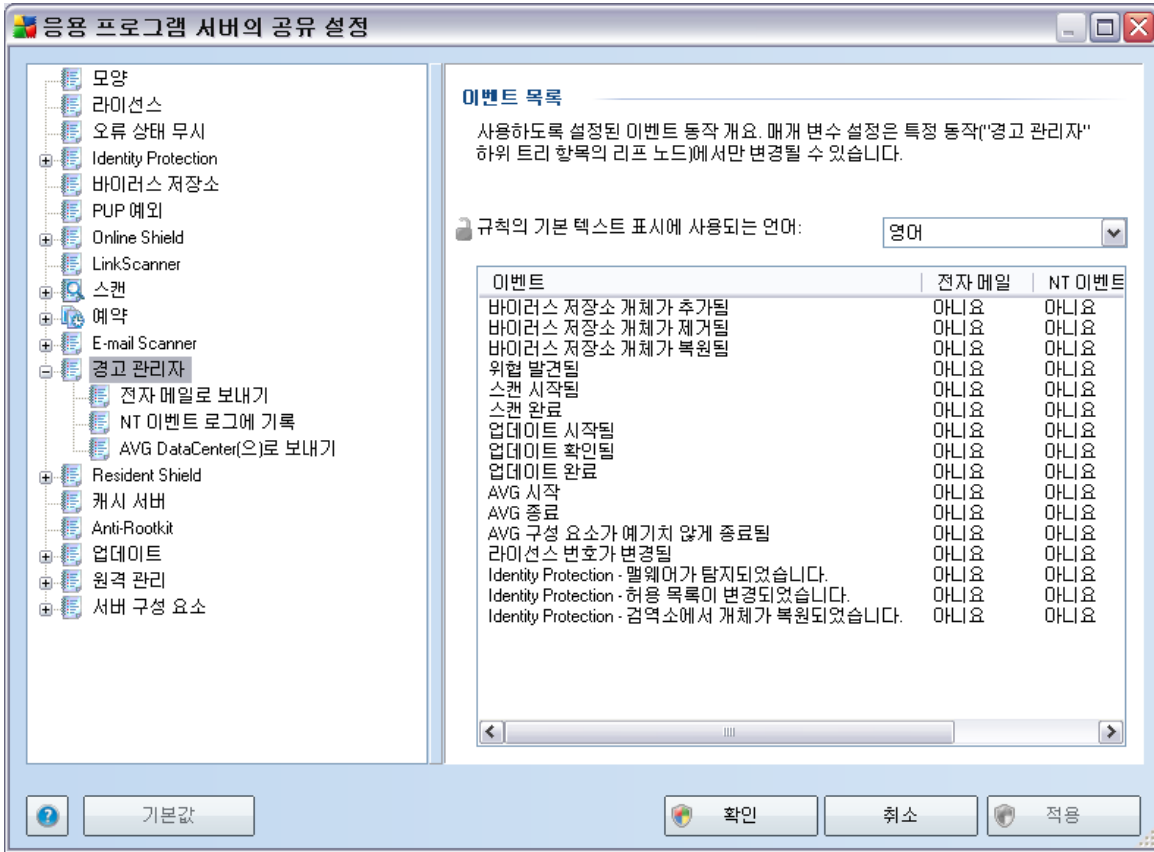 응용 프로그램 서버의 공유 설정
모양
라이선스
오류 상태 무시
Identity Protection
바이러스 저장소
PUP 예외
Online Shield
LinkScanner
스캔
예약
E-mail Scanner
경고 관리자
전자 메일로 보내기
NT 이벤트 로그에 기록
AVG DataCenter(으)로 보내기
Resident Shield
캐시 서버
Anti-Rootkit
업데이트
원격 관리
서버 구성 요소
이벤트 목록
사용하도록 설정된 이벤트 동작 개요. 매개 변수 설정은 특정 동작("경고 관리자"
하위 트리 항목의 리프 노드)에서만 변경될 수 있습니다.
규칙의 기본 텍스트 표시에 사용되는 언어: 영어
이벤트 전자 메일 NT 이벤트
바이러스 저장소 개체가 추가됨 아니요 아니요
바이러스 저장소 개체가 제거됨 아니요 아니요
바이러스 저장소 개체가 복원됨 아니요 아니요
위협 발견됨 아니요 아니요
스캔 시작됨 아니요 아니요
스캔 완료 아니요 아니요
업데이트 시작됨 아니요 아니요
업데이트 확인됨 아니요 아니요
업데이트 완료 아니요 아니요
AVG 시작 아니요 아니요
AVG 종료 아니요 아니요
AVG 구성 요소가 예기치 않게 종료됨 아니요 아니요
라이선스 번호가 변경됨 아니요 아니요
Identity Protection - 맬웨어가 탐지되었습니다. 아니요 아니요
Identity Protection - 허용 목록이 변경되었습니다. 아니요 아니요
Identity Protection - 검역소에서 개체가 복원되었습니다. 아니요 아니요
기본값 확인 취소 적용